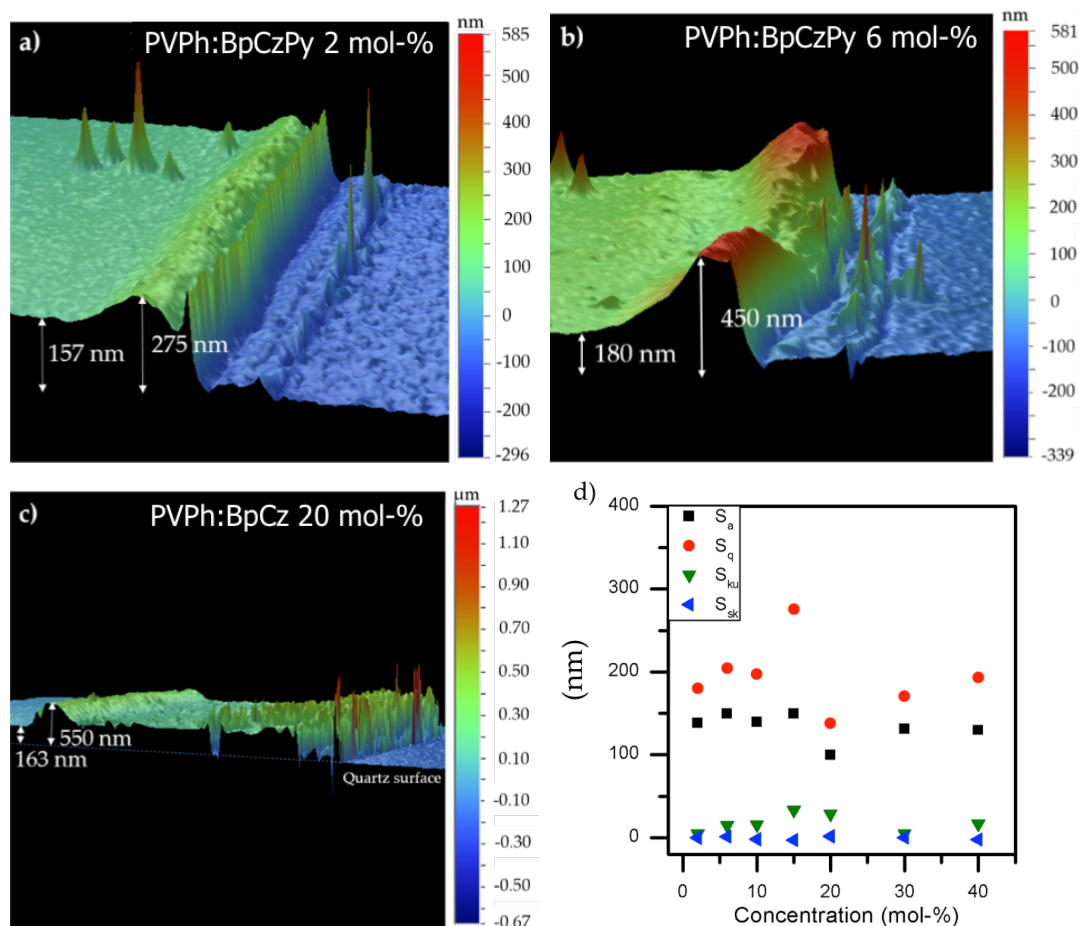 a)
PVPh:BpCzPy 2 mol-%
nm
585
500
400
300
200
100
0
-100
-200
-296
157 nm
275 nm
b)
PVPh:BpCzPy 6 mol-%
nm
581
500
400
300
200
100
0
-100
-200
-339
180 nm
450 nm
c)
PVPh:BpCz 20 mol-%
µm
1.27
1.10
0.90
0.70
0.50
0.30
0.10
-0.10
-0.30
-0.50
-0.67
163 nm
550 nm
Quartz surface
d)
400
300
200
100
0
(nm)
Sa
Sq
Sku
Ssk
0 10 20 30 40
Concentration (mol-%)